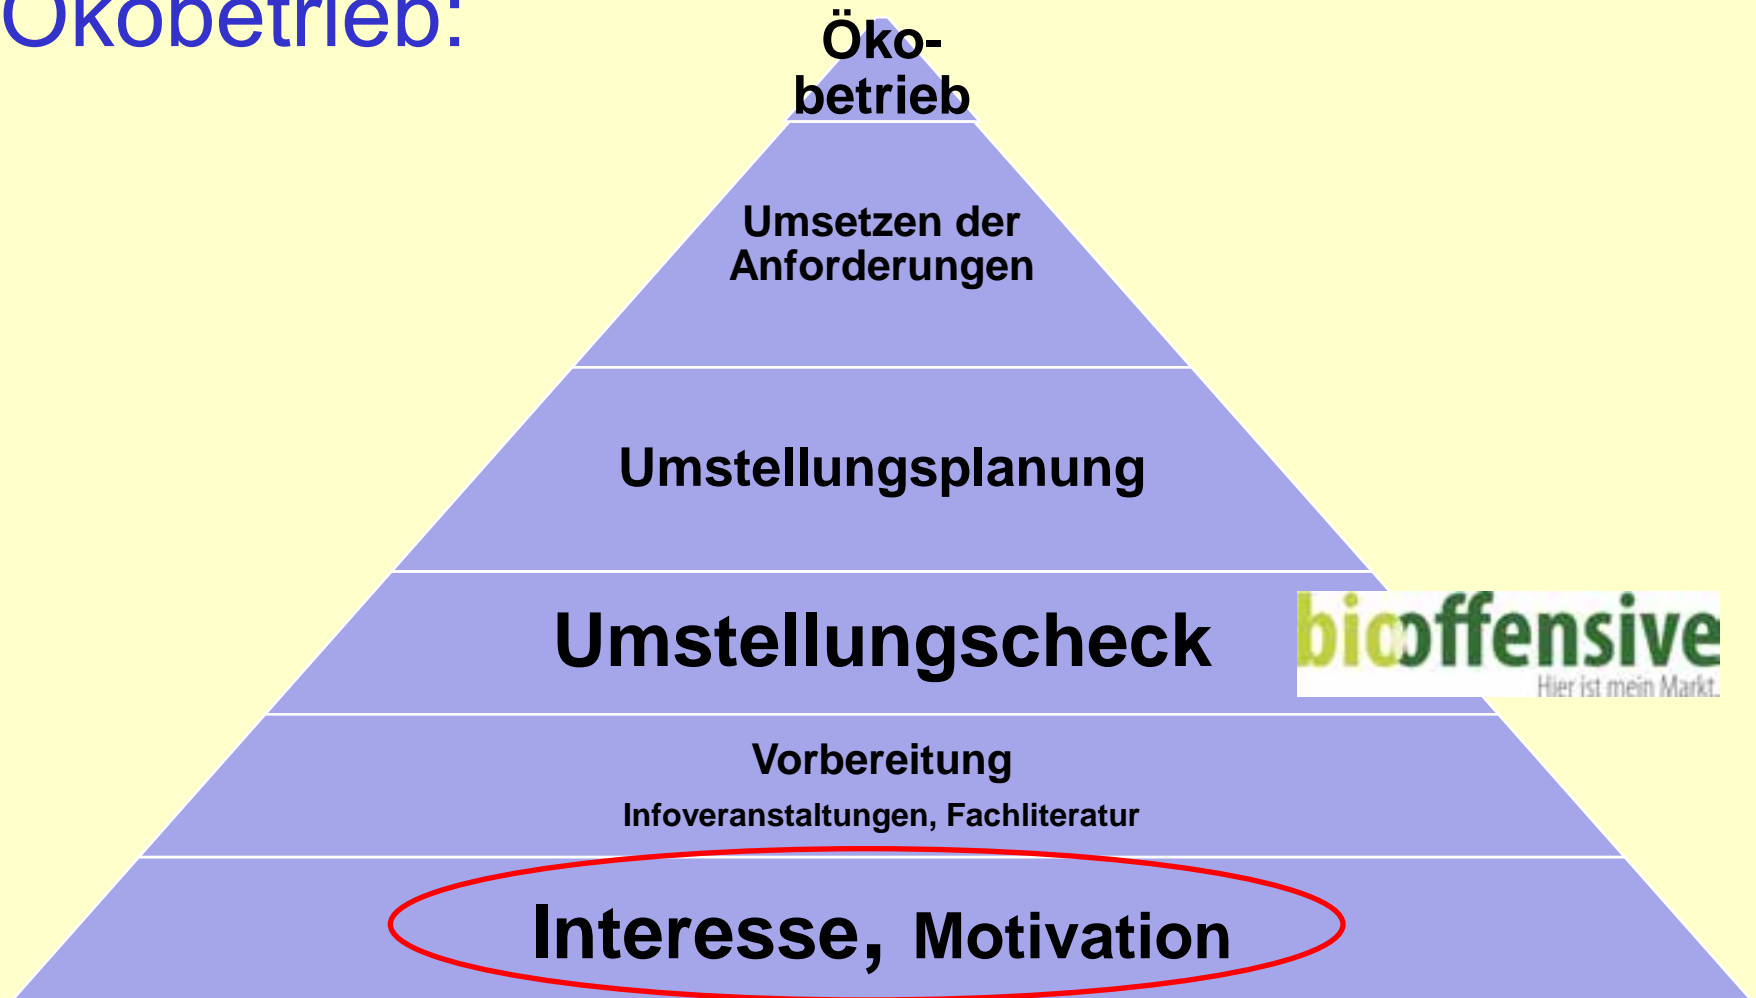 Ökobetrieb:
Öko-
betrieb
Umsetzen der
Anforderungen
Umstellungsplanung
Umstellungscheck
biooffensive
Hier ist mein Markt.
Vorbereitung
Infoveranstaltungen, Fachliteratur
Interesse, Motivation